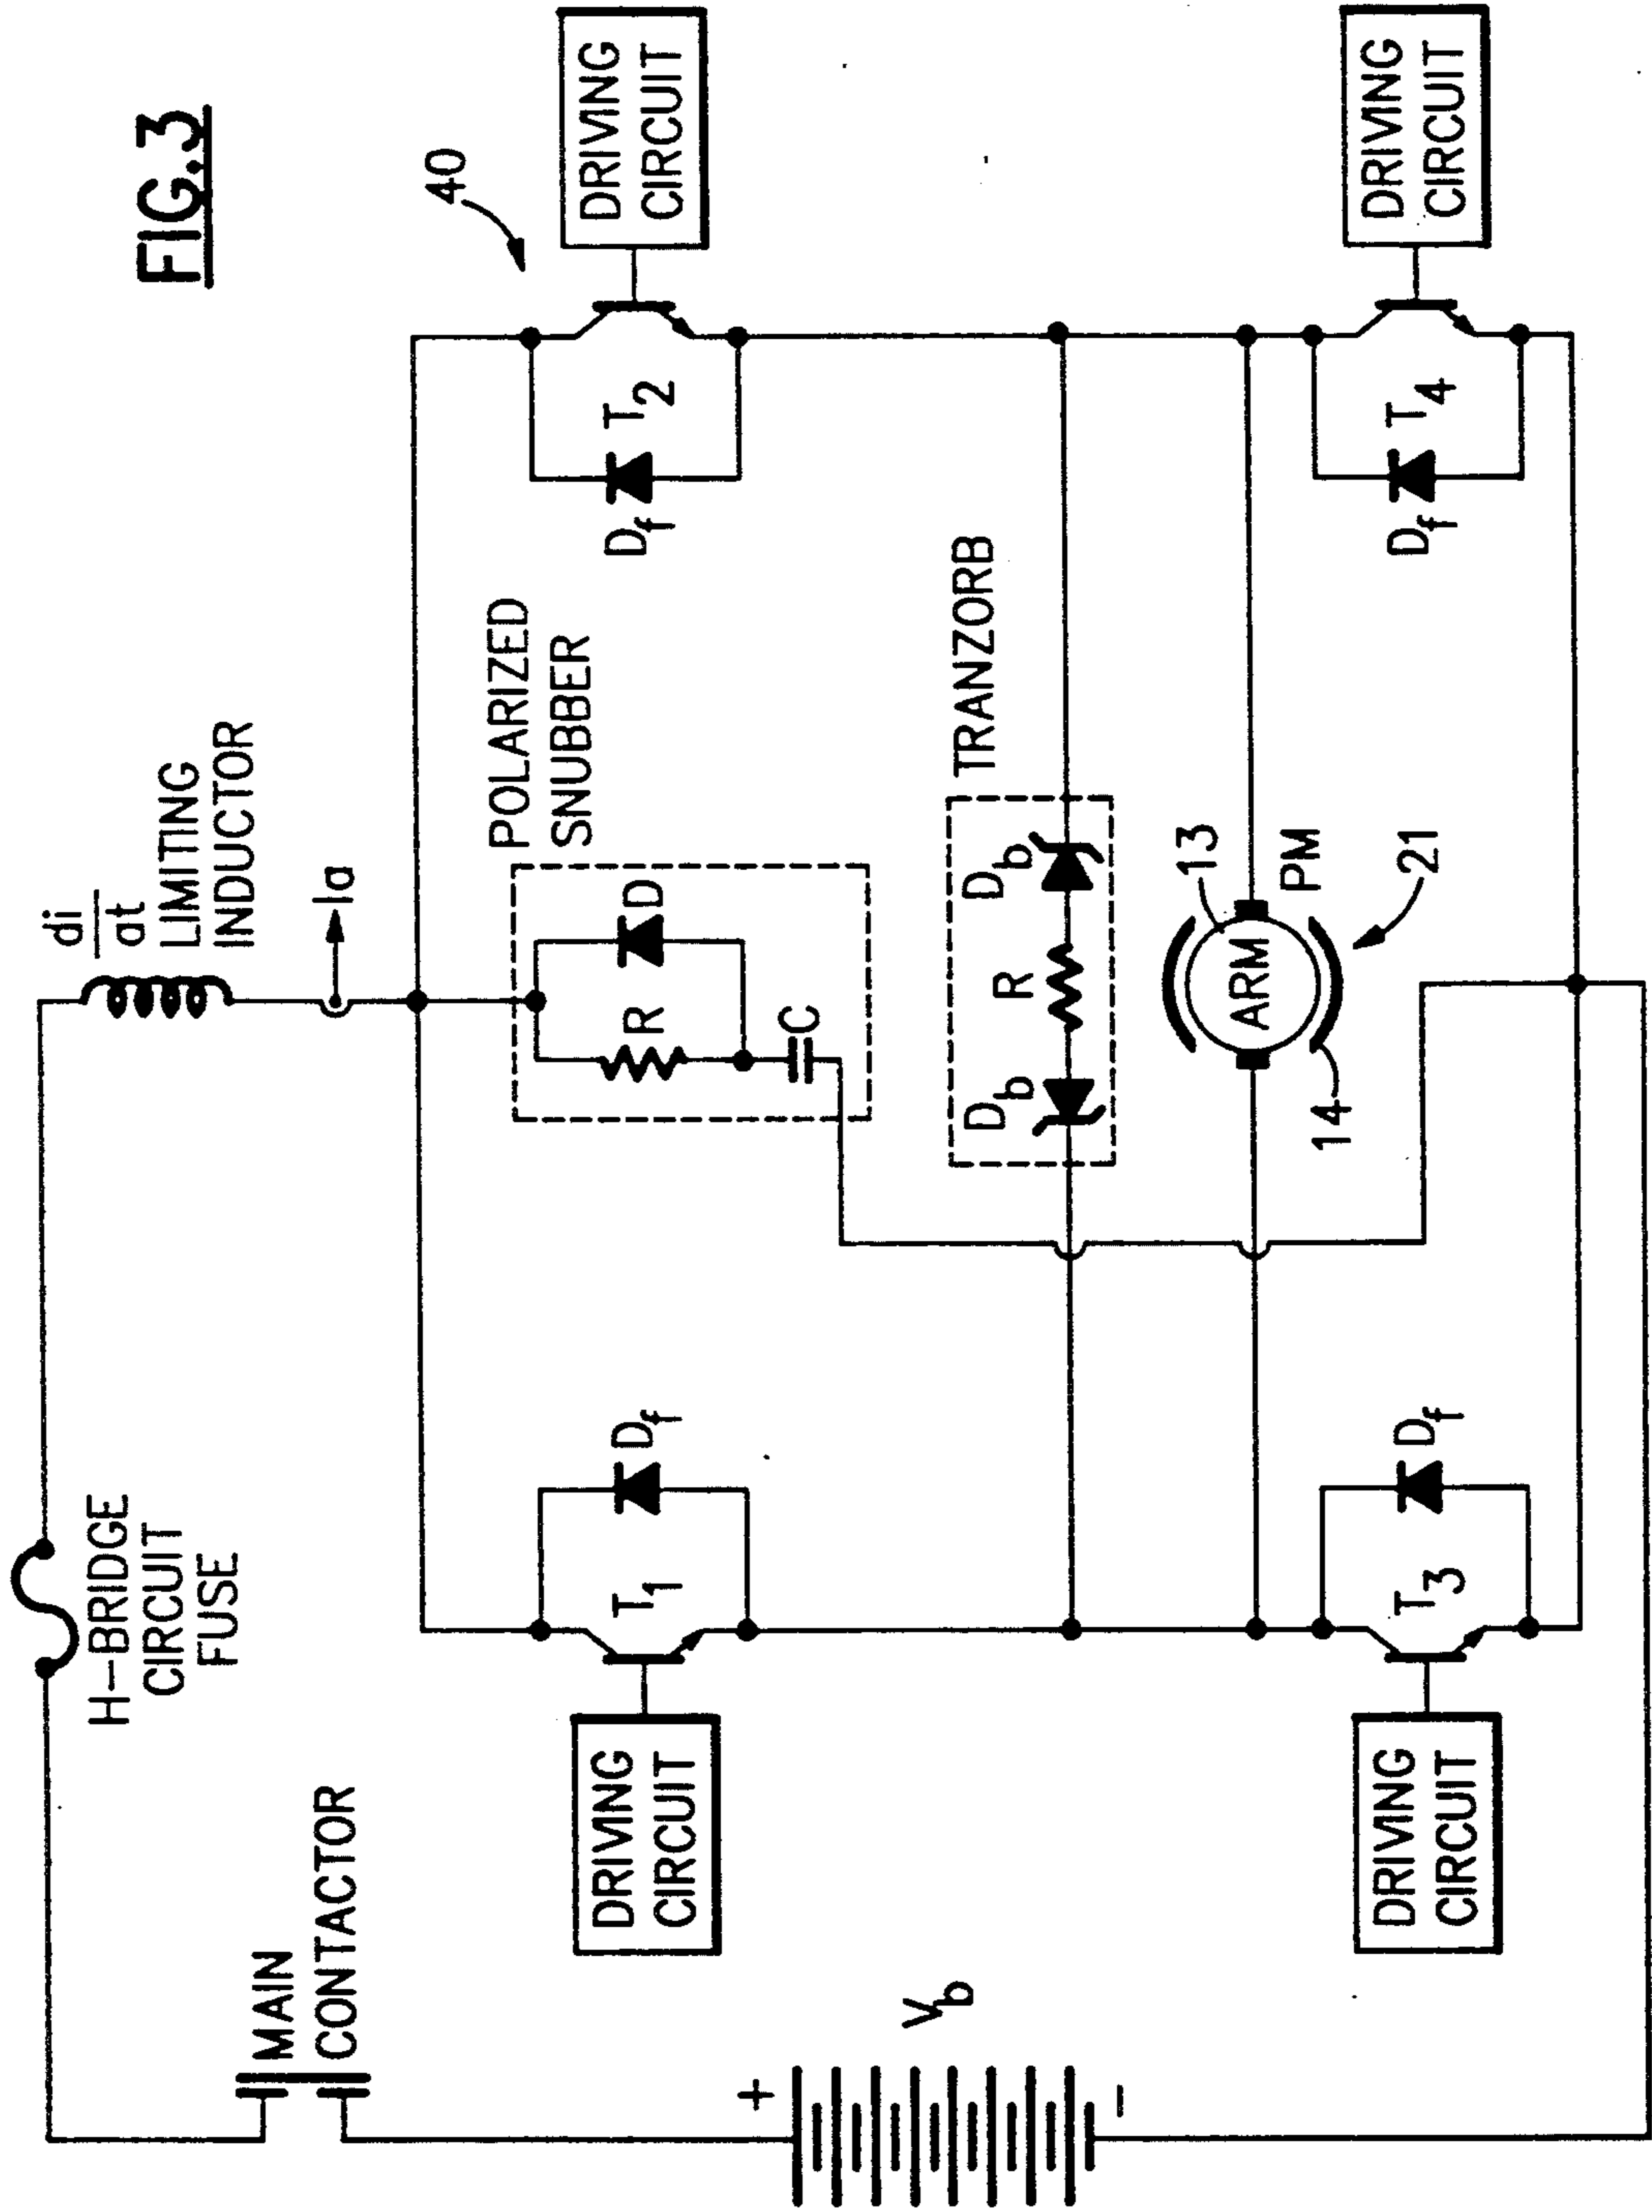 FIG.3
H-BRIDGE
CIRCUIT
FUSE
di
at
LIMITING
INDUCTOR
Ia
MAIN
CONTACTOR
40
POLARIZED
SNUBBER
R
D
C
DRIVING
CIRCUIT
T1
Df
Df
T2
DRIVING
CIRCUIT
+
Vb
−
TRANZORB
Db
R
Db
13
ARM
PM
14
21
DRIVING
CIRCUIT
T3
Df
Df
T4
DRIVING
CIRCUIT